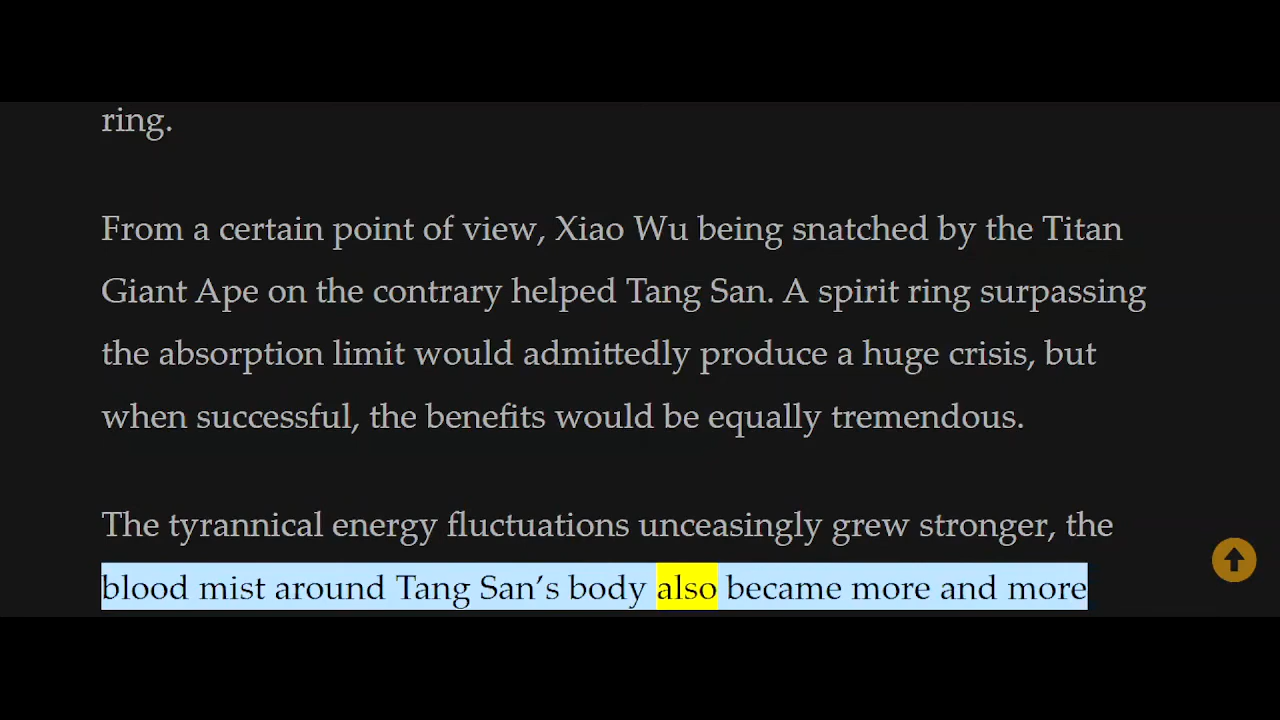 ring.
From a certain point of view, Xiao Wu being snatched by the Titan
Giant Ape on the contrary helped Tang San. A spirit ring surpassing
the absorption limit would admittedly produce a huge crisis, but
when successful, the benefits would be equally tremendous.
The tyrannical energy fluctuations unceasingly grew stronger, the
blood mist around Tang San’s body also became more and more